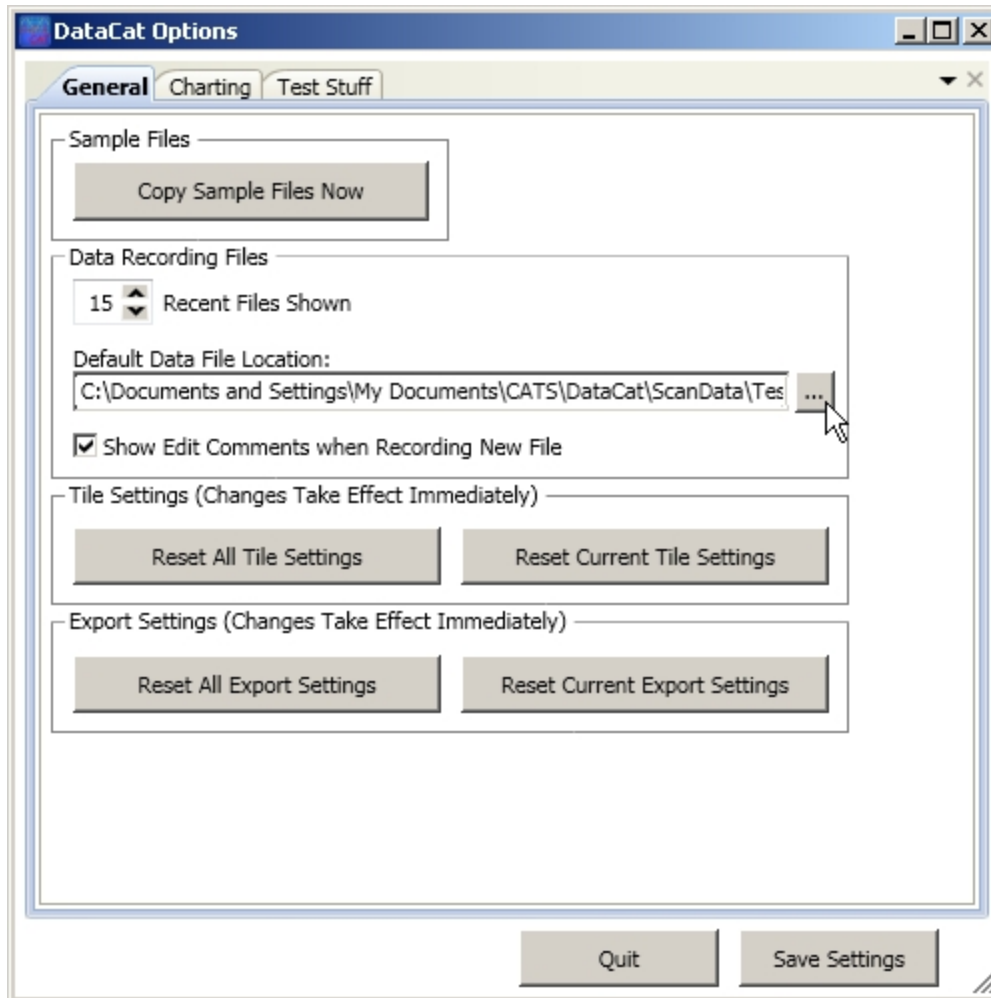 DataCat Options
General Charting Test Stuff
Sample Files
Copy Sample Files Now
Data Recording Files
15 Recent Files Shown
Default Data File Location:
C:\Documents and Settings\My Documents\CATS\DataCat\ScanData\Tes ...
Show Edit Comments when Recording New File
Tile Settings (Changes Take Effect Immediately)
Reset All Tile Settings Reset Current Tile Settings
Export Settings (Changes Take Effect Immediately)
Reset All Export Settings Reset Current Export Settings
Quit Save Settings